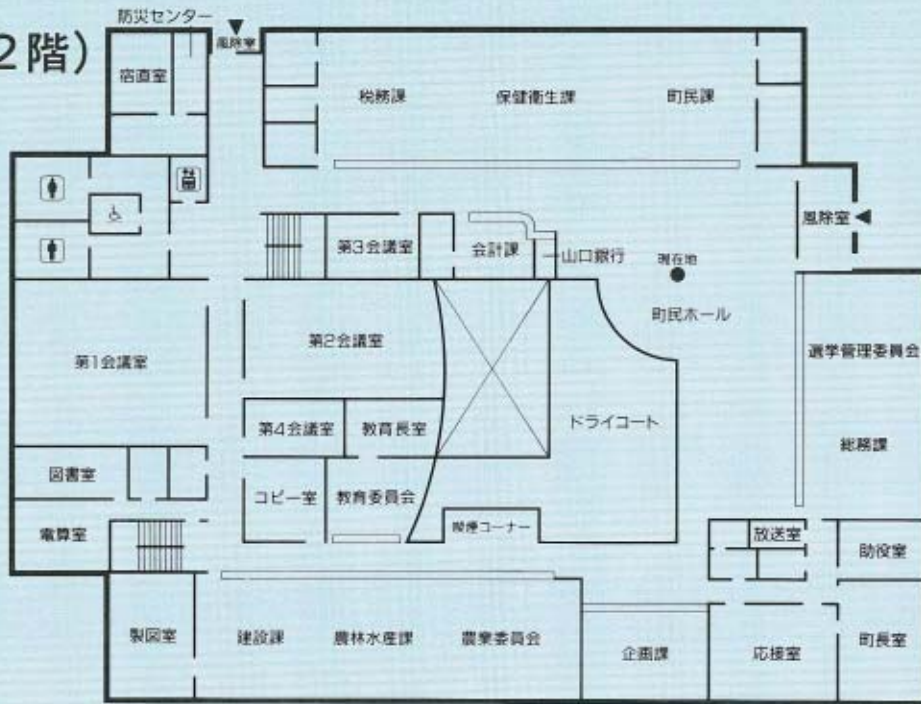 2階)
防災センター
風除室
宿直室
税務課
保健衛生課
町民課
風除室
第3会議室
会計課
山口銀行
現在地
町民ホール
第1会議室
第2会議室
選挙管理委員会
ドライコート
第4会議室
教育長室
総務課
図書室
コピー室
教育委員会
喫煙コーナー
電算室
放送室
助役室
製図室
建設課
農林水産課
農業委員会
企画課
応接室
町長室